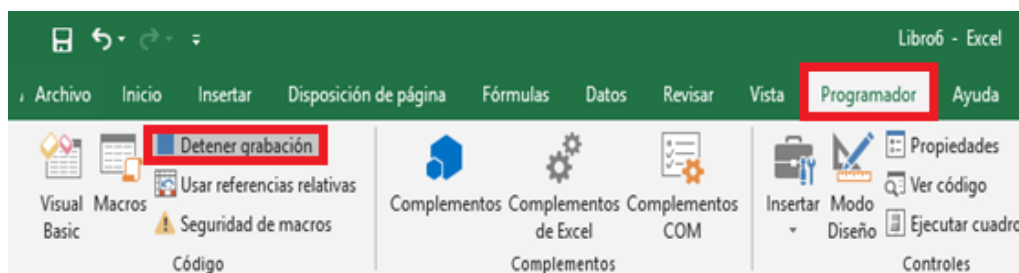 Libro6 - Excel
Archivo Inicio Insertar Disposición de página Fórmulas Datos Revisar Vista Programador Ayuda
Detener grabación
Usar referencias relativas
Seguridad de macros
Visual Basic
Macros
Código
Complementos
Complementos de Excel
Complementos COM
Complementos
Insertar
Modo Diseño
Propiedades
Ver código
Ejecutar cuadro
Controles